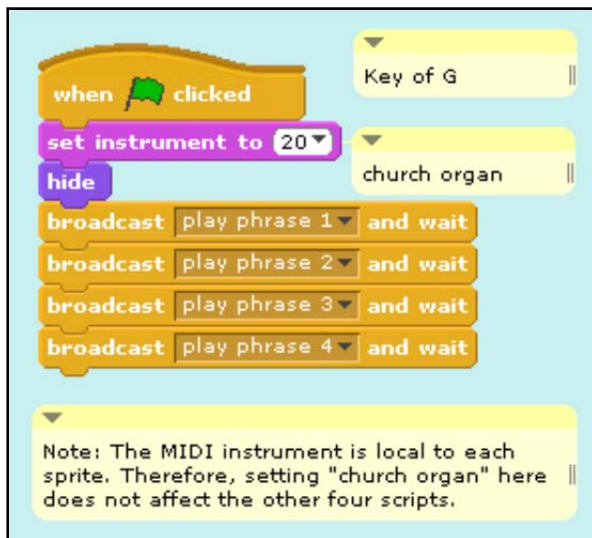 Key of G
when clicked
set instrument to 20
church organ
hide
broadcast play phrase 1 and wait
broadcast play phrase 2 and wait
broadcast play phrase 3 and wait
broadcast play phrase 4 and wait
Note: The MIDI instrument is local to each
sprite. Therefore, setting "church organ" here
does not affect the other four scripts.